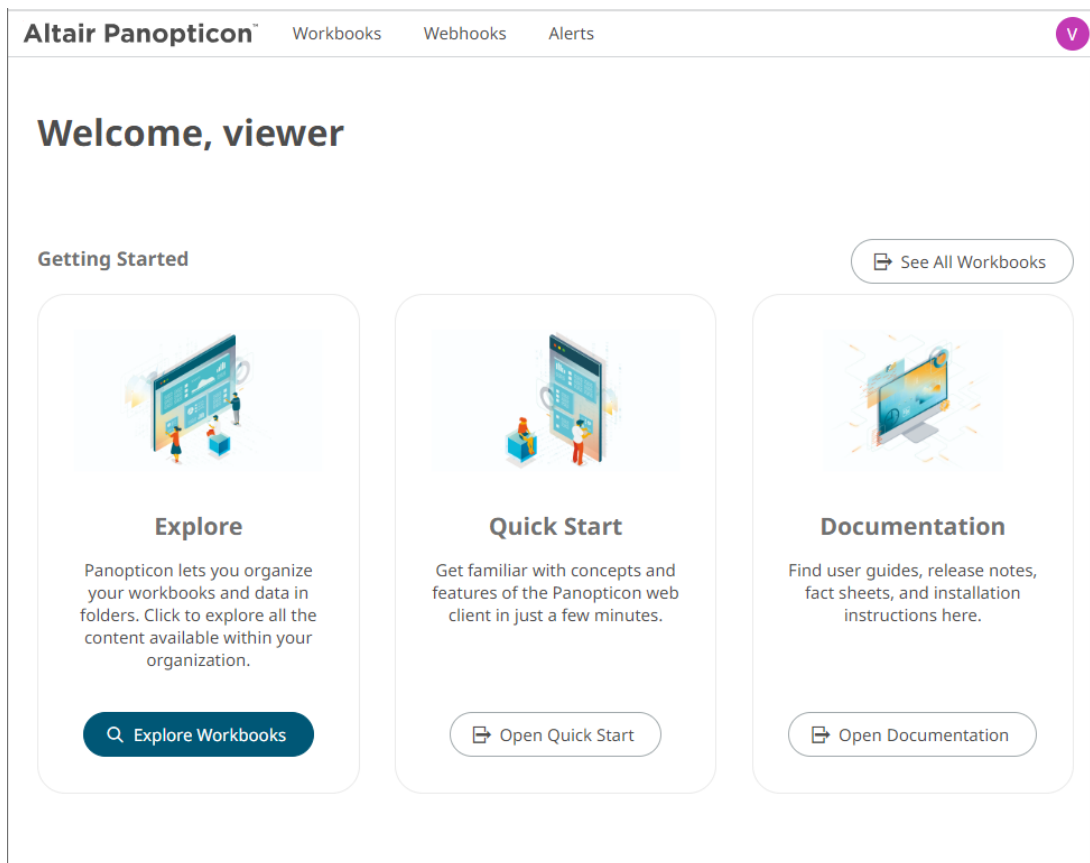 Altair Panopticon™ Workbooks Webhooks Alerts V
Welcome, viewer
Getting Started
See All Workbooks
Explore
Panopticon lets you organize
your workbooks and data in
folders. Click to explore all the
content available within your
organization.
Explore Workbooks
Quick Start
Get familiar with concepts and
features of the Panopticon web
client in just a few minutes.
Open Quick Start
Documentation
Find user guides, release notes,
fact sheets, and installation
instructions here.
Open Documentation